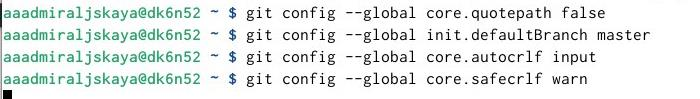 aaadmiraljskaya@dk6n52 ~ $ git config --global core.quotepath false
aaadmiraljskaya@dk6n52 ~ $ git config --global init.defaultBranch master
aaadmiraljskaya@dk6n52 ~ $ git config --global core.autocrlf input
aaadmiraljskaya@dk6n52 ~ $ git config --global core.safecrlf warn